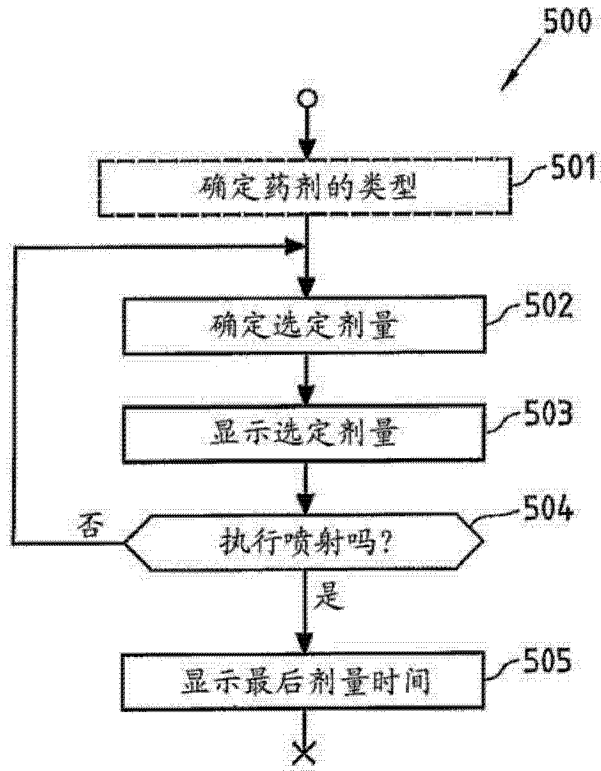 500
确定药剂的类型
501
确定选定剂量
502
显示选定剂量
503
执行喷射吗?
504
否
是
显示最后剂量时间
505